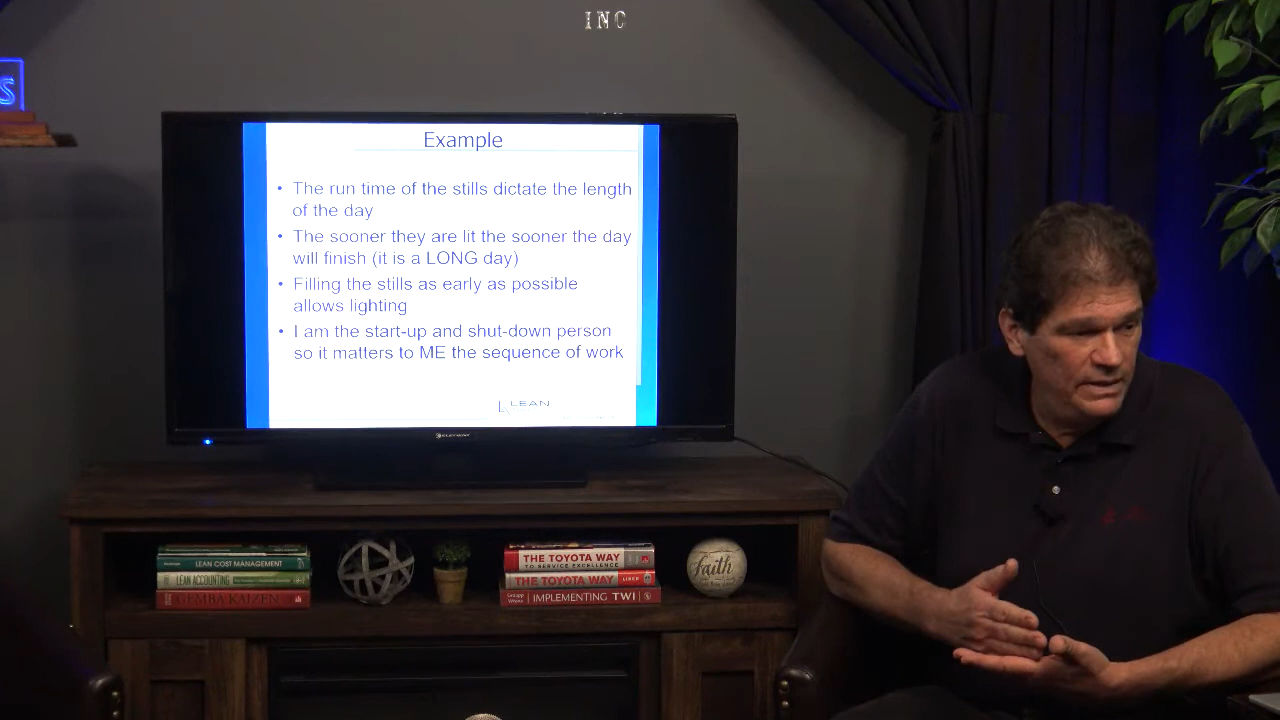 INC
S
Example
• The run time of the stills dictate the length
of the day
• The sooner they are lit the sooner the day
will finish (it is a LONG day)
• Filling the stills as early as possible
allows lighting
• I am the start-up and shut-down person
so it matters to ME the sequence of work
LEAN
ELEMENT
LEAN COST MANAGEMENT
LEAN ACCOUNTING
GEMBA KAIZEN
THE TOYOTA WAY
TO SERVICE EXCELLENCE
THE TOYOTA WAY
LIKER
IMPLEMENTING TWI
faith